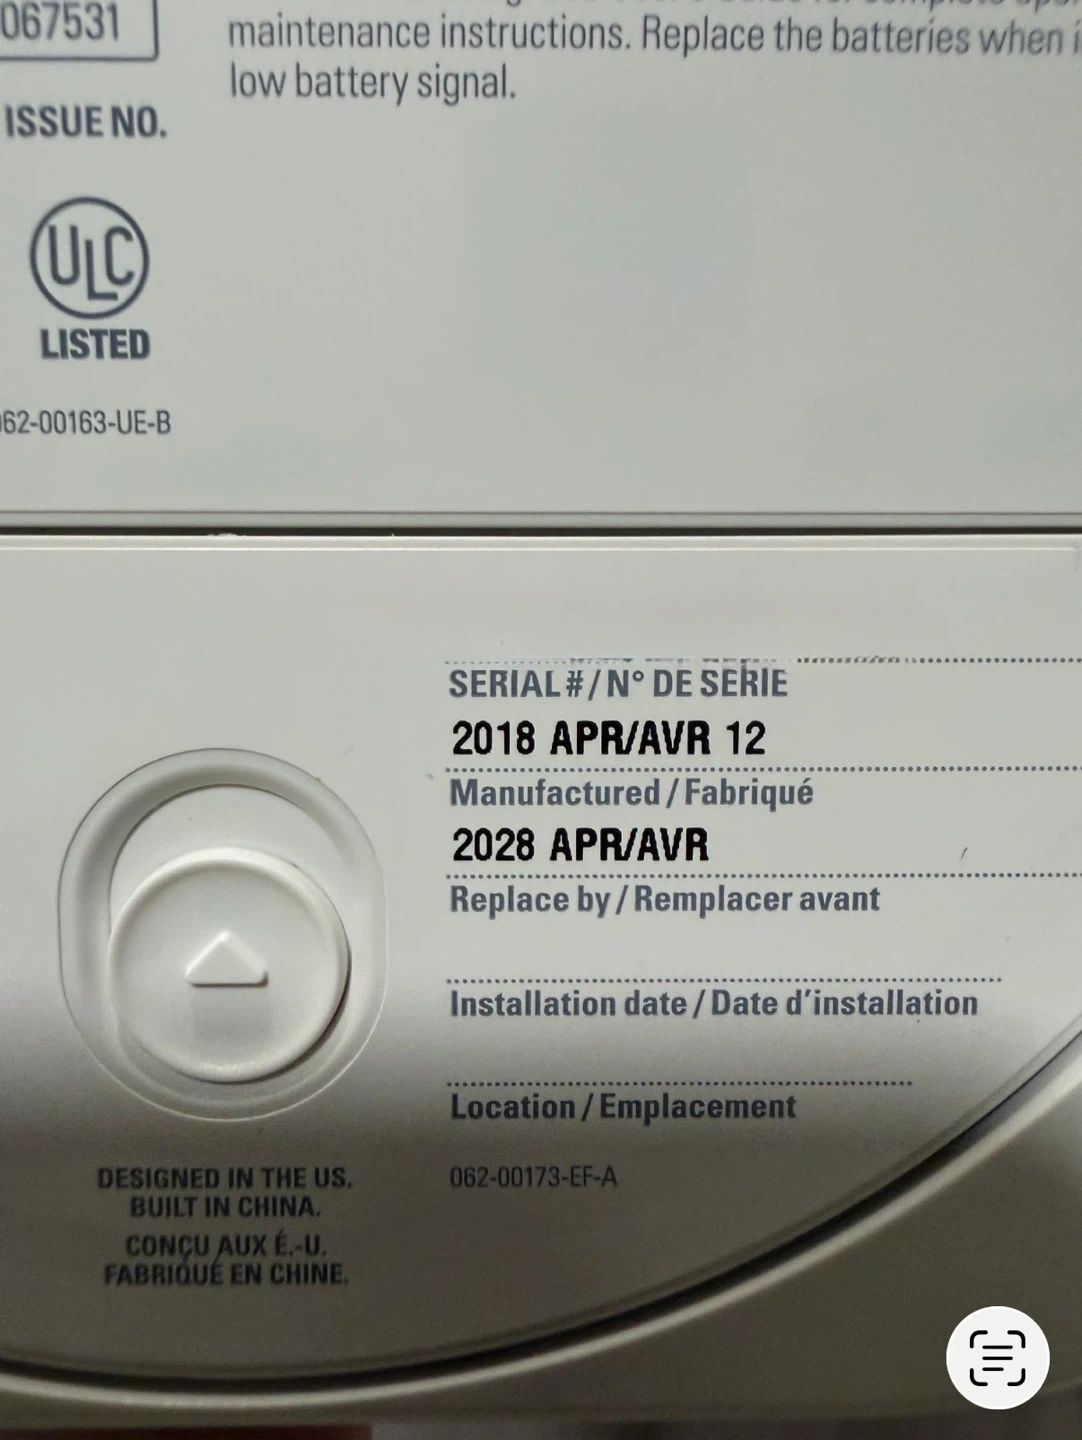 067531
maintenance instructions. Replace the batteries when
low battery signal.
ISSUE NO.
ULC
LISTED
062-00163-UE-B
SERIAL # / N° DE SERIE
2018 APR/AVR 12
Manufactured / Fabriqué
2028 APR/AVR
Replace by / Remplacer avant
Installation date / Date d'installation
Location / Emplacement
062-00173-EF-A
DESIGNED IN THE US.
BUILT IN CHINA.
CONÇU AUX É.-U.
FABRIQUÉ EN CHINE.